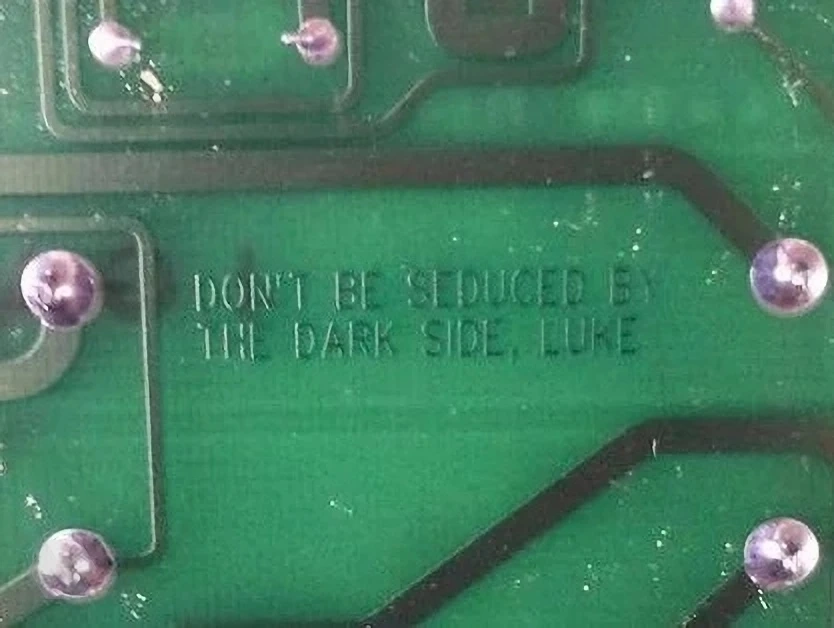 DON'T BE SEDUCED BY
THE DARK SIDE, LUKE